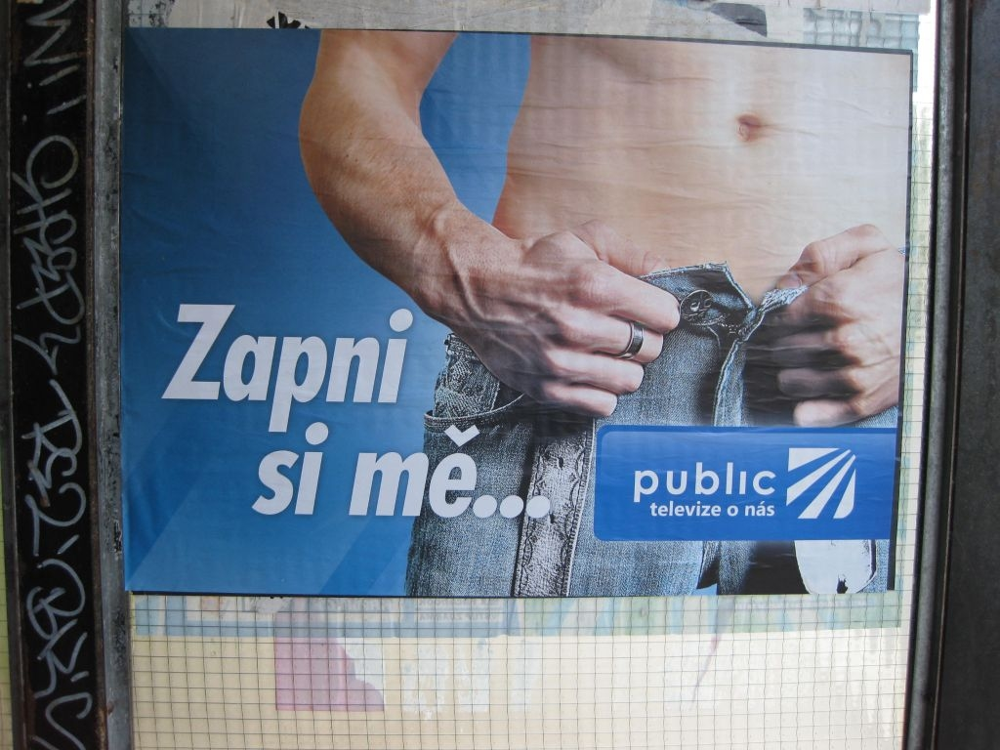 Zapni
si mě...
public
televize o nás